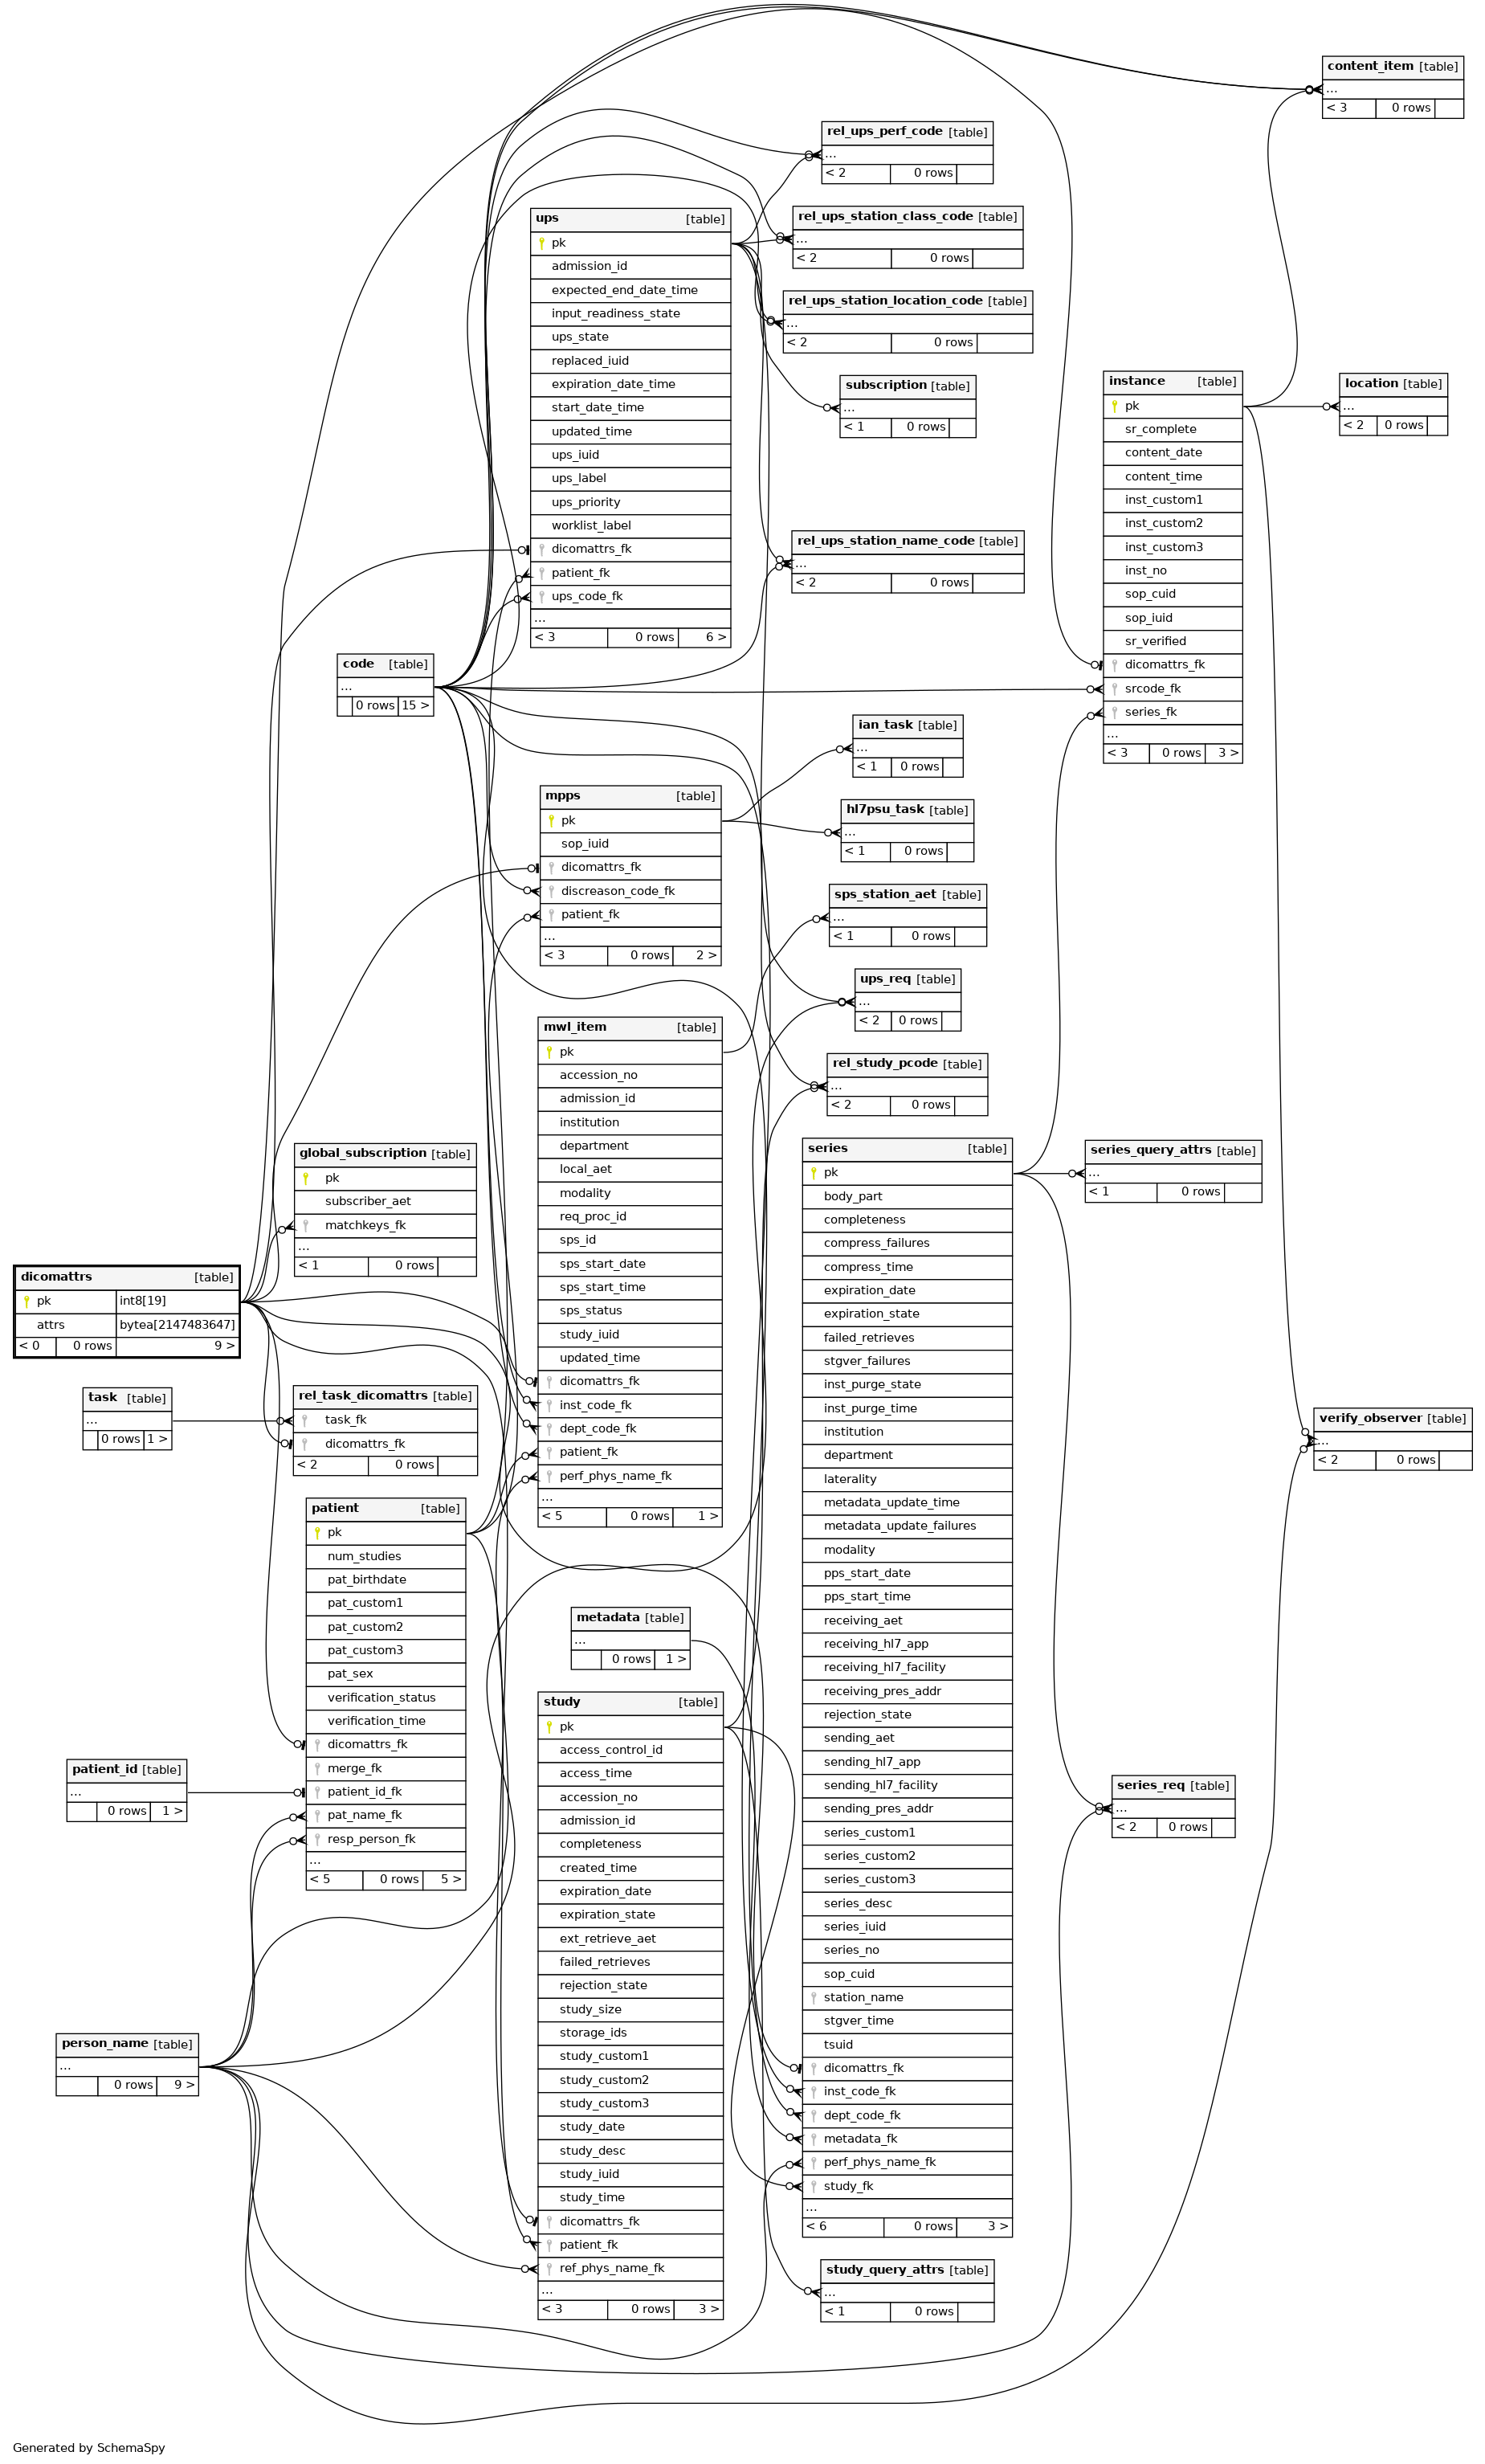 content_item [table]
...
< 3 0 rows
rel_ups_perf_code [table]
...
< 2 0 rows
rel_ups_station_class_code [table]
...
< 2 0 rows
ups [table]
pk
admission_id
expected_end_date_time
input_readiness_state
ups_state
replaced_iuid
expiration_date_time
start_date_time
updated_time
ups_iuid
ups_label
ups_priority
worklist_label
dicomattrs_fk
patient_fk
ups_code_fk
...
< 3 0 rows 6 >
rel_ups_station_location_code [table]
...
< 2 0 rows
subscription [table]
...
< 1 0 rows
instance [table]
pk
sr_complete
content_date
content_time
inst_custom1
inst_custom2
inst_custom3
inst_no
sop_cuid
sop_iuid
sr_verified
dicomattrs_fk
srcode_fk
series_fk
...
< 3 0 rows 3 >
location [table]
...
< 2 0 rows
rel_ups_station_name_code [table]
...
< 2 0 rows
code [table]
...
0 rows 15 >
ian_task [table]
...
< 1 0 rows
mpps [table]
pk
sop_iuid
dicomattrs_fk
discreason_code_fk
patient_fk
...
< 3 0 rows 2 >
hl7psu_task [table]
...
< 1 0 rows
sps_station_aet [table]
...
< 1 0 rows
ups_req [table]
...
< 2 0 rows
mwl_item [table]
pk
accession_no
admission_id
institution
department
local_aet
modality
req_proc_id
sps_id
sps_start_date
sps_start_time
sps_status
study_iuid
updated_time
dicomattrs_fk
inst_code_fk
dept_code_fk
patient_fk
perf_phys_name_fk
...
< 5 0 rows 1 >
rel_study_pcode [table]
...
< 2 0 rows
global_subscription [table]
pk
subscriber_aet
matchkeys_fk
...
< 1 0 rows
series [table]
pk
body_part
completeness
compress_failures
compress_time
expiration_date
expiration_state
failed_retrieves
stgver_failures
inst_purge_state
inst_purge_time
institution
department
laterality
metadata_update_time
metadata_update_failures
modality
pps_start_date
pps_start_time
receiving_aet
receiving_hl7_app
receiving_hl7_facility
receiving_pres_addr
rejection_state
sending_aet
sending_hl7_app
sending_hl7_facility
sending_pres_addr
series_custom1
series_custom2
series_custom3
series_desc
series_iuid
series_no
sop_cuid
station_name
stgver_time
tsuid
dicomattrs_fk
inst_code_fk
dept_code_fk
metadata_fk
perf_phys_name_fk
study_fk
...
< 6 0 rows 3 >
series_query_attrs [table]
...
< 1 0 rows
dicomattrs [table]
pk int8[19]
attrs bytea[2147483647]
< 0 0 rows 9 >
task [table]
...
0 rows 1 >
rel_task_dicomattrs [table]
task_fk
dicomattrs_fk
< 2 0 rows
verify_observer [table]
...
< 2 0 rows
patient [table]
pk
num_studies
pat_birthdate
pat_custom1
pat_custom2
pat_custom3
pat_sex
verification_status
verification_time
dicomattrs_fk
merge_fk
patient_id_fk
pat_name_fk
resp_person_fk
...
< 5 0 rows 5 >
metadata [table]
...
0 rows 1 >
study [table]
pk
access_control_id
access_time
accession_no
admission_id
completeness
created_time
expiration_date
expiration_state
ext_retrieve_aet
failed_retrieves
rejection_state
study_size
storage_ids
study_custom1
study_custom2
study_custom3
study_date
study_desc
study_iuid
study_time
dicomattrs_fk
patient_fk
ref_phys_name_fk
...
< 3 0 rows 3 >
patient_id [table]
...
0 rows 1 >
series_req [table]
...
< 2 0 rows
person_name [table]
...
0 rows 9 >
study_query_attrs [table]
...
< 1 0 rows
Generated by SchemaSpy